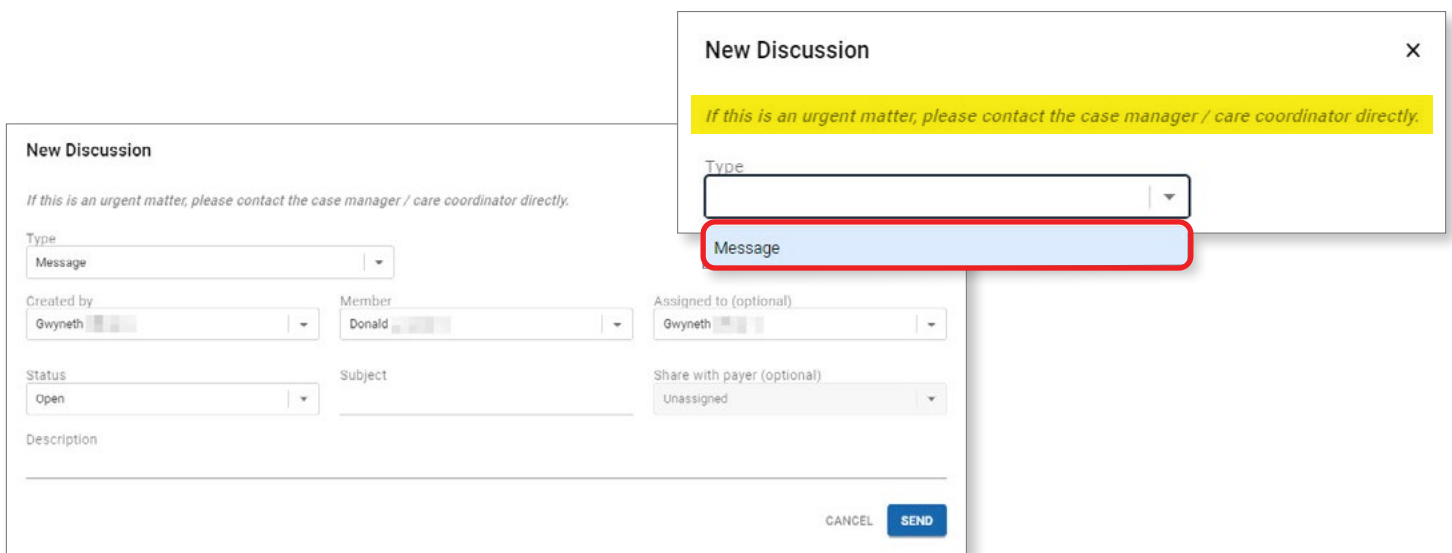 New Discussion
If this is an urgent matter, please contact the case manager / care coordinator directly.
Type
Message
New Discussion
If this is an urgent matter, please contact the case manager / care coordinator directly.
Type
Message
Created by
Gwyneth
Member
Donald
Assigned to (optional)
Gwyneth
Status
Open
Subject
Share with payer (optional)
Unassigned
Description
CANCEL
SEND